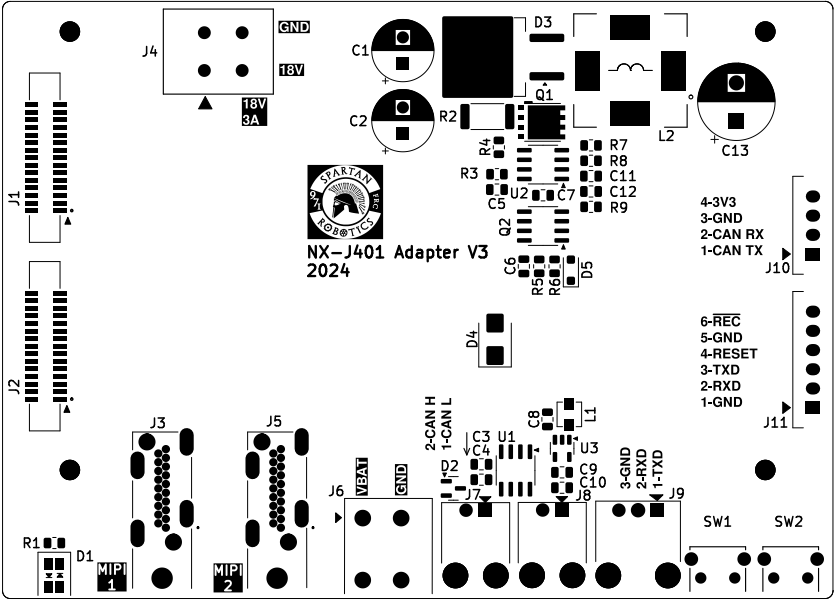 J4
GND
18V
18V
3A
C1
C2
D3
Q1
R2
L2
C13
R4
R3
C5
U2
C7
R7
R8
C11
C12
R9
Q2
J1
SPARTAN
971
FRC
ROBOTICS
NX-J401 Adapter V3
2024
4-3V3
3-GND
2-CAN RX
1-CAN TX
J10
C6
R5
R6
D5
J2
D4
6-REC
5-GND
4-RESET
3-TXD
2-RXD
1-GND
J11
J3
J5
2-CAN H
1-CAN L
C8
L1
C3
C4
U1
U3
C9
C10
D2
J6
VBAT
GND
J7
J8
3-GND
2-RXD
1-TXD
J9
SW1
SW2
R1
D1
MIPI
1
MIPI
2